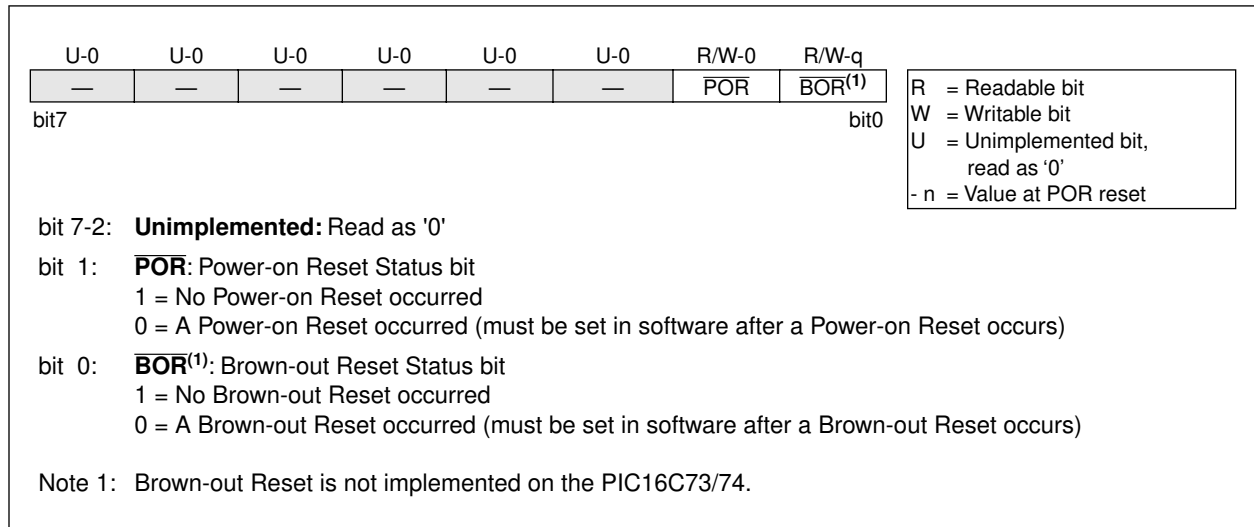 U-0 U-0 U-0 U-0 U-0 U-0 R/W-0 R/W-q
— — — — — — POR BOR(1)
bit7 bit0
R = Readable bit
W = Writable bit
U = Unimplemented bit,
read as ‘0’
- n = Value at POR reset
bit 7-2: Unimplemented: Read as '0'
bit 1: POR: Power-on Reset Status bit
1 = No Power-on Reset occurred
0 = A Power-on Reset occurred (must be set in software after a Power-on Reset occurs)
bit 0: BOR(1): Brown-out Reset Status bit
1 = No Brown-out Reset occurred
0 = A Brown-out Reset occurred (must be set in software after a Brown-out Reset occurs)
Note 1: Brown-out Reset is not implemented on the PIC16C73/74.